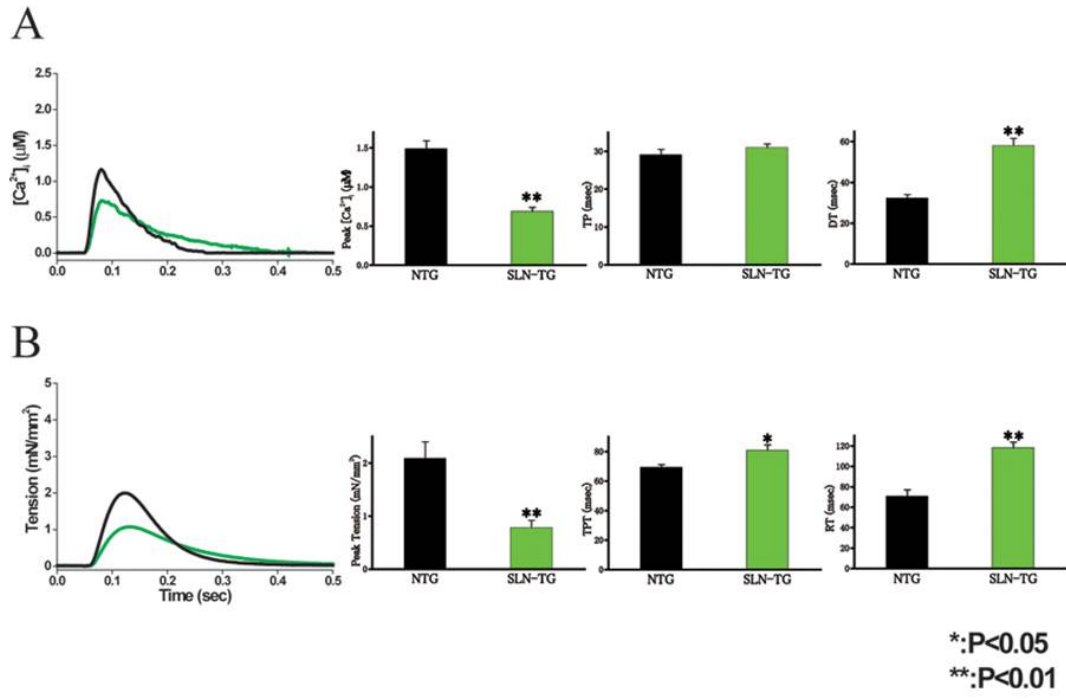 A
[Ca²⁺]ᵢ (μM)
2.5
2.0
1.5
1.0
0.5
0.0
0.0 0.1 0.2 0.3 0.4 0.5
Peak [Ca²⁺]ᵢ (μM)
1.5
1.0
0.5
0.0
**
NTG SLN-TG
TP (msec)
30
20
10
0
NTG SLN-TG
DT (msec)
60
40
20
0
**
NTG SLN-TG
B
Tension (mN/mm²)
5
4
3
2
1
0
0.0 0.1 0.2 0.3 0.4 0.5
Time (sec)
Peak Tension (mN/mm²)
2
1
0
**
NTG SLN-TG
TPT (msec)
80
60
40
20
0
*
NTG SLN-TG
RT (msec)
120
100
80
60
40
20
0
**
NTG SLN-TG
*:P<0.05
**:P<0.01